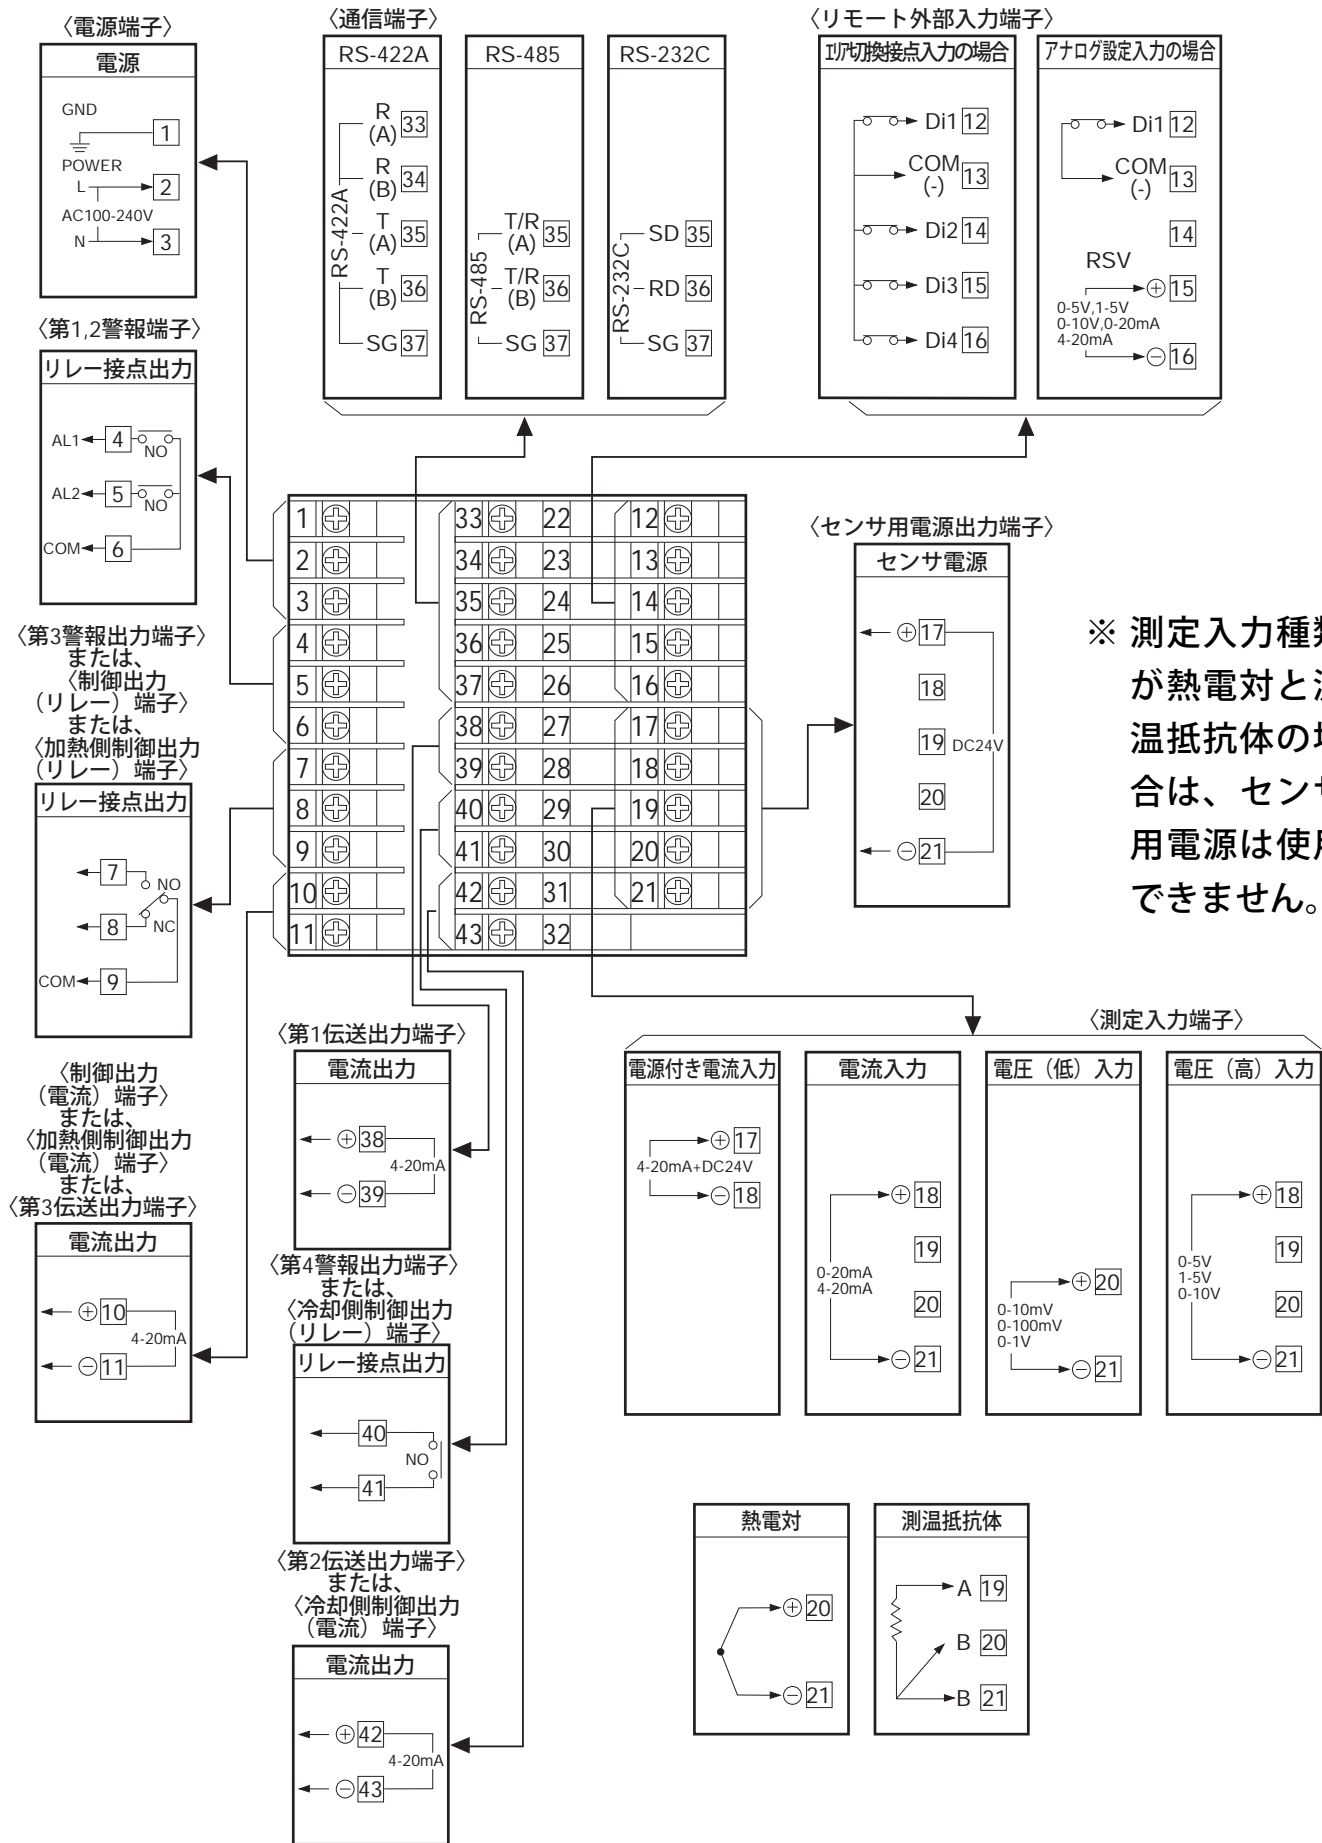 〈電源端子〉
電源
GND
1
POWER
L
2
AC100-240V
N
3
〈通信端子〉
RS-422A
RS-422A
R
(A)
33
R
(B)
34
T
(A)
35
T
(B)
36
SG 37
RS-485
RS-485
T/R
(A)
35
T/R
(B)
36
SG 37
RS-232C
RS-232C
SD 35
RD 36
SG 37
〈リモート外部入力端子〉
エリア切換接点入力の場合
Di1 12
COM
(-)
13
Di2 14
Di3 15
Di4 16
アナログ設定入力の場合
Di1 12
COM
(-)
13
14
RSV
⊕ 15
0-5V,1-5V
0-10V,0-20mA
4-20mA
⊖ 16
〈第1,2警報端子〉
リレー接点出力
AL1 4
NO
AL2 5
NO
COM 6
1 33 22 12
2 34 23 13
3 35 24 14
4 36 25 15
5 37 26 16
6 38 27 17
7 39 28 18
8 40 29 19
9 41 30 20
10 42 31 21
11 43 32
〈センサ用電源出力端子〉
センサ電源
⊕ 17
18
19 DC24V
20
⊖ 21
※ 測定入力種類
が熱電対と測
温抵抗体の場
合は、センサ
用電源は使用
できません。
〈第3警報出力端子〉
または、
〈制御出力
(リレー) 端子〉
または、
〈加熱側制御出力
(リレー) 端子〉
リレー接点出力
7
NO
8 NC
COM 9
〈制御出力
(電流) 端子〉
または、
〈加熱側制御出力
(電流) 端子〉
または、
〈第3伝送出力端子〉
電流出力
⊕ 10
4-20mA
⊖ 11
〈第1伝送出力端子〉
電流出力
⊕ 38
4-20mA
⊖ 39
〈第4警報出力端子〉
または、
〈冷却側制御出力
(リレー) 端子〉
リレー接点出力
40
NO
41
〈第2伝送出力端子〉
または、
〈冷却側制御出力
(電流) 端子〉
電流出力
⊕ 42
4-20mA
⊖ 43
〈測定入力端子〉
電源付き電流入力
⊕ 17
4-20mA+DC24V
⊖ 18
電流入力
⊕ 18
19
0-20mA
4-20mA
20
⊖ 21
電圧 (低) 入力
⊕ 20
0-10mV
0-100mV
0-1V
⊖ 21
電圧 (高) 入力
⊕ 18
19
0-5V
1-5V
0-10V
20
⊖ 21
熱電対
⊕ 20
⊖ 21
測温抵抗体
A 19
B 20
B 21